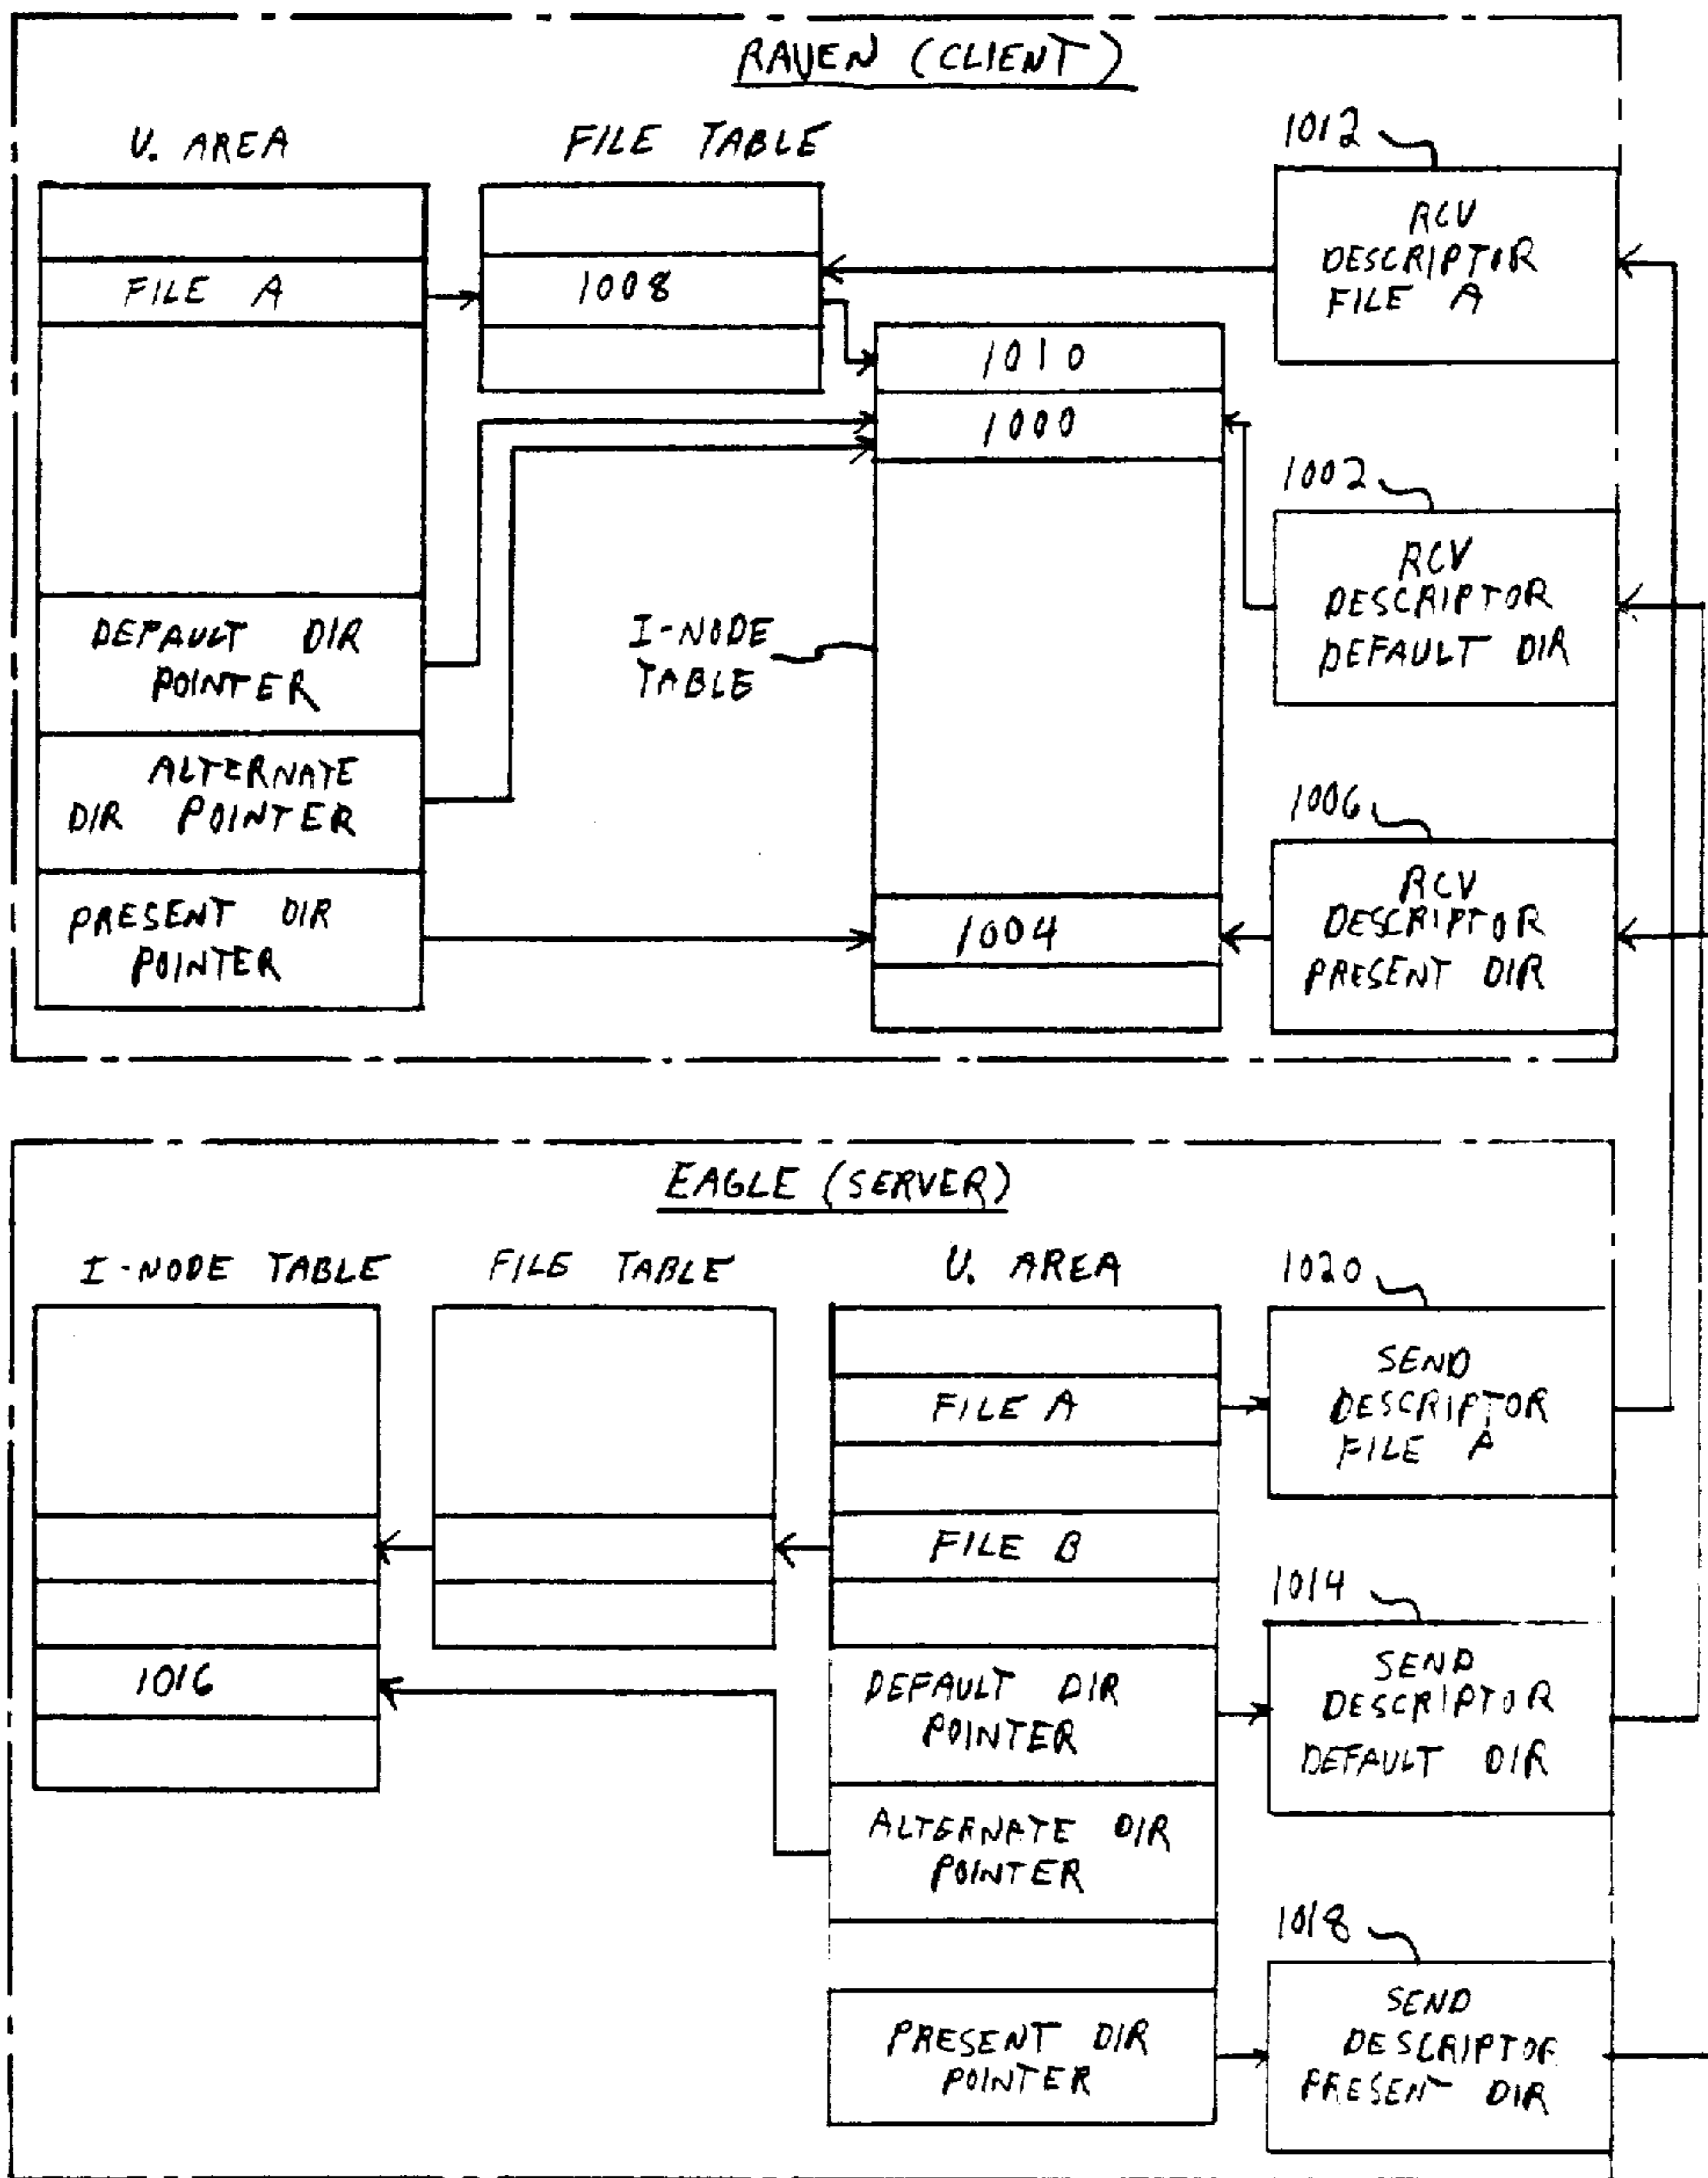 RAVEN (CLIENT)
U. AREA
FILE TABLE
1012
RCV
DESCRIPTOR
FILE A
FILE A
1008
1010
1000
1002
RCV
DESCRIPTOR
DEFAULT DIR
DEFAULT DIR
POINTER
I-NODE
TABLE
ALTERNATE
DIR POINTER
1006
RCV
DESCRIPTOR
PRESENT DIR
PRESENT DIR
POINTER
1004
EAGLE (SERVER)
I-NODE TABLE
FILE TABLE
U. AREA
1020
SEND
DESCRIPTOR
FILE A
FILE A
FILE B
1014
SEND
DESCRIPTOR
DEFAULT DIR
1016
DEFAULT DIR
POINTER
ALTERNATE DIR
POINTER
1018
SEND
DESCRIPTOR
PRESENT DIR
PRESENT DIR
POINTER